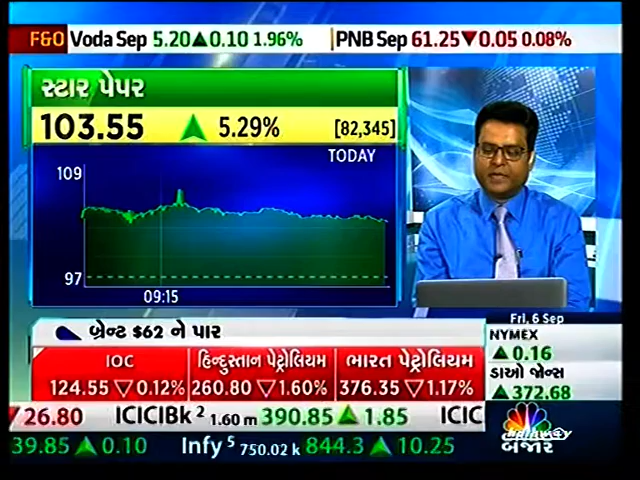 F&O Voda Sep 5.20▲0.10 1.96% PNB Sep 61.25▼0.05 0.08%
સ્ટાર પેપર
103.55 ▲ 5.29% [82,345]
TODAY
109
97
09:15
Fri, 6 Sep
બ્રેન્ટ $62 ને પાર
NYMEX
▲0.16
ડાઓ જોન્સ
▲372.68
IOC હિન્દુસ્તાન પેટ્રોલિયમ ભારત પેટ્રોલિયમ
124.55 ▽0.12% 260.80 ▽1.60% 376.35 ▽1.17%
▼26.80 ICICIBk 2 1.60 m 390.85 ▲ 1.85 ICIC
39.85 ▲ 0.10 Infy 5 750.02 k 844.3 ▲ 10.25
બજાર